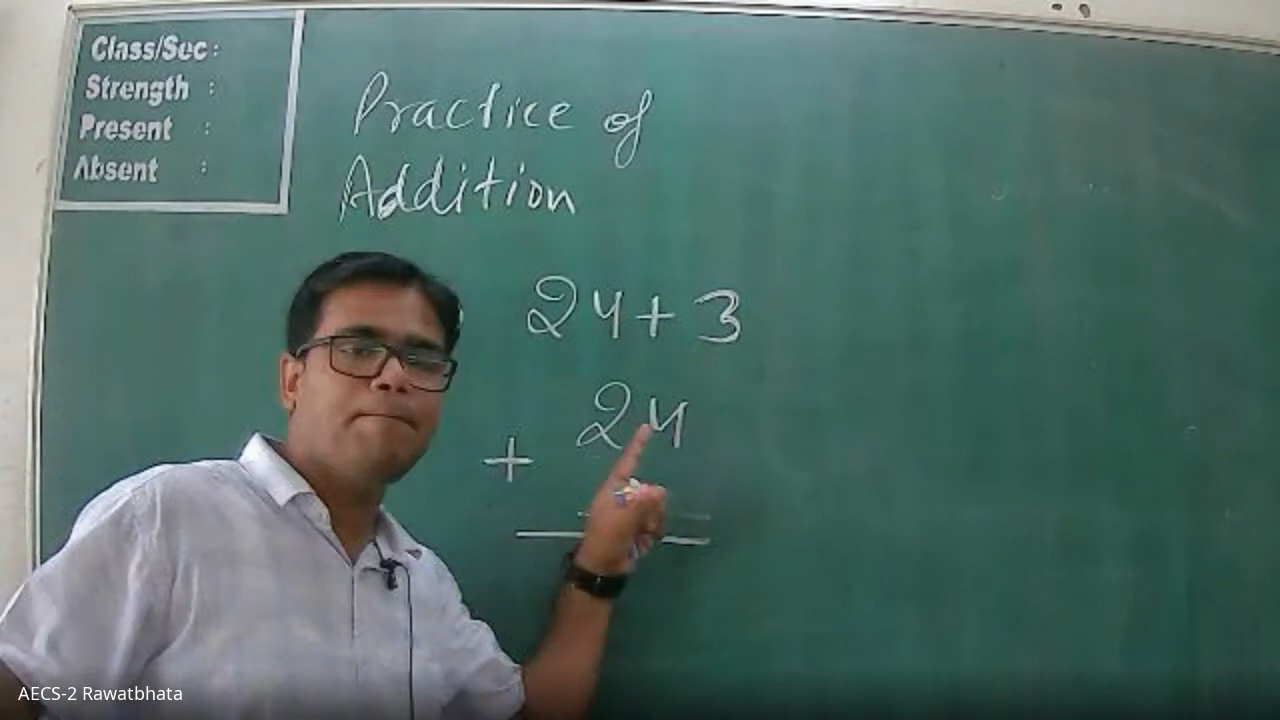 Class/Sec :
Strength :
Present :
Absent :
Practice of
Addition
24+3
24
+
AECS-2 Rawatbhata